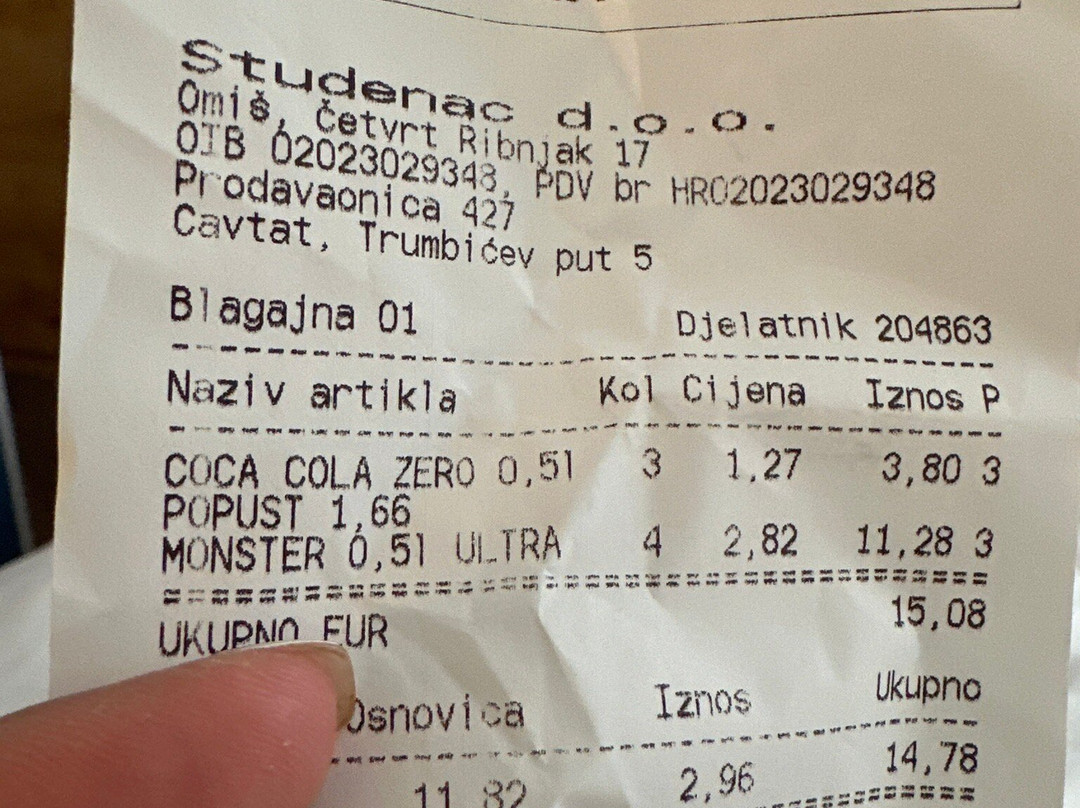 Studenac d.o.o.
Omiš, Četvrt Ribnjak 17
OIB 02023029348, PDV br HR02023029348
Prodavaonica 427
Cavtat, Trumbićev put 5
Blagajna 01 Djelatnik 204863
Naziv artikla Kol Cijena Iznos P
COCA COLA ZERO 0,5l 3 1,27 3,80 3
POPUST 1,66
MONSTER 0,5l ULTRA 4 2,82 11,28 3
UKUPNO EUR 15,08
Osnovica Iznos Ukupno
11,82 2,96 14,78